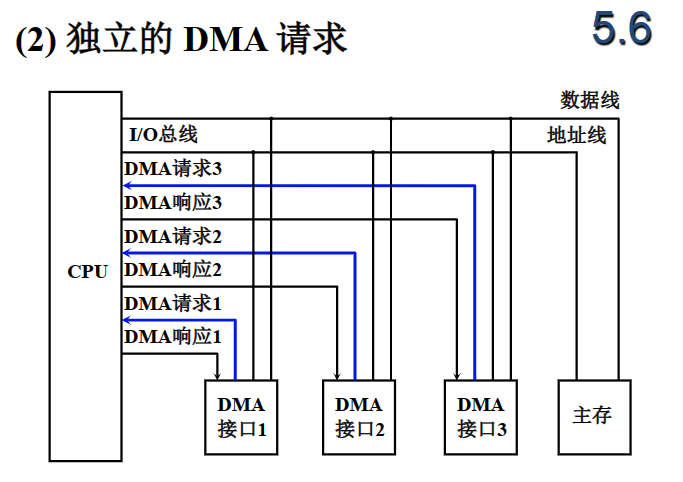 (2) 独立的 DMA 请求
5.6
数据线
I/O总线
地址线
DMA请求3
DMA响应3
DMA请求2
CPU
DMA响应2
DMA请求1
DMA响应1
DMA
接口1
DMA
接口2
DMA
接口3
主存